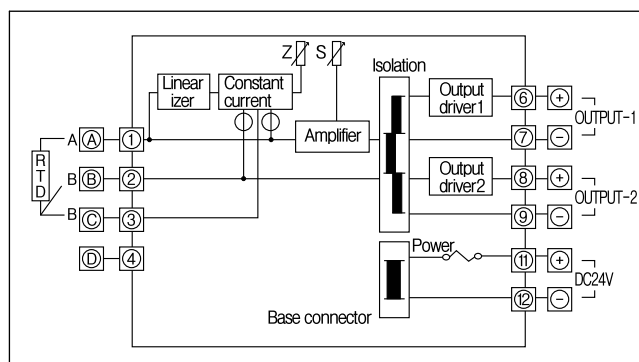 Z S
Isolation
Linear
izer
Constant
current
Output
driver1
⑥ +
OUTPUT-1
A Ⓐ ①
Amplifier
⑦ −
RTD
B Ⓑ ②
Output
driver2
⑧ +
OUTPUT-2
B Ⓒ ③
⑨ −
Ⓓ ④
Power
⑪ +
DC24V
⑫ −
Base connector